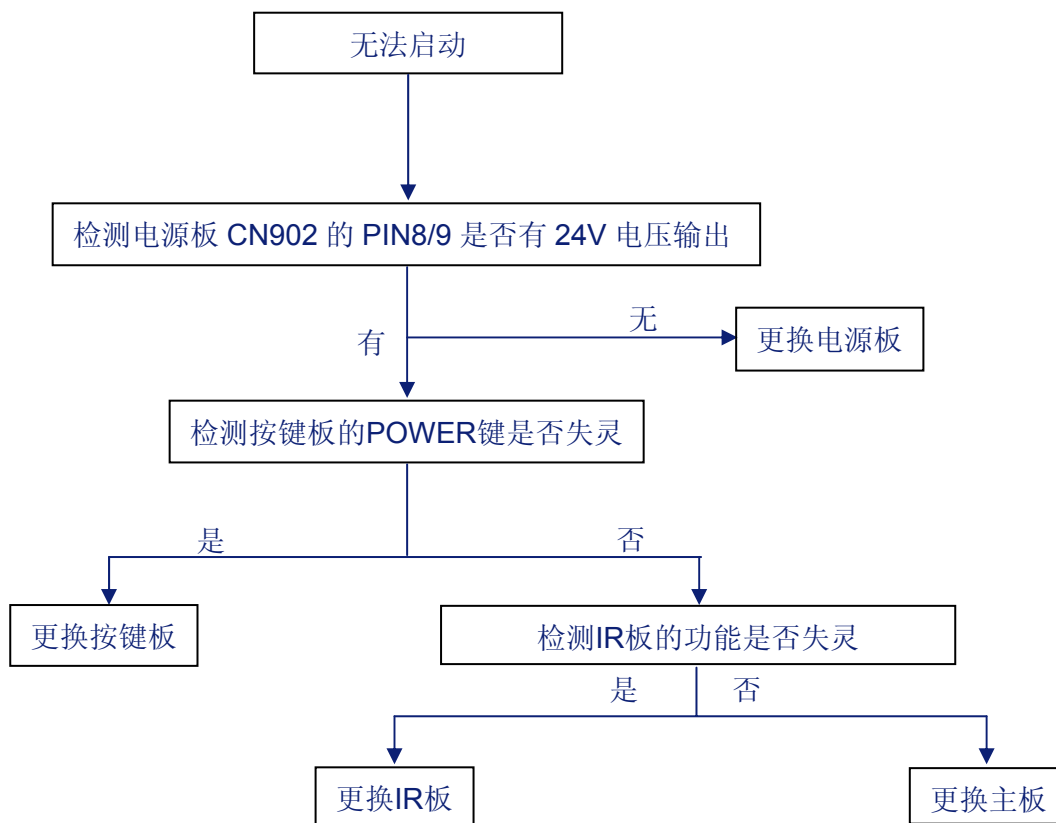 无法启动
检测电源板 CN902 的 PIN8/9 是否有 24V 电压输出
无
有
更换电源板
检测按键板的POWER键是否失灵
是
否
更换按键板
检测IR板的功能是否失灵
是
否
更换IR板
更换主板